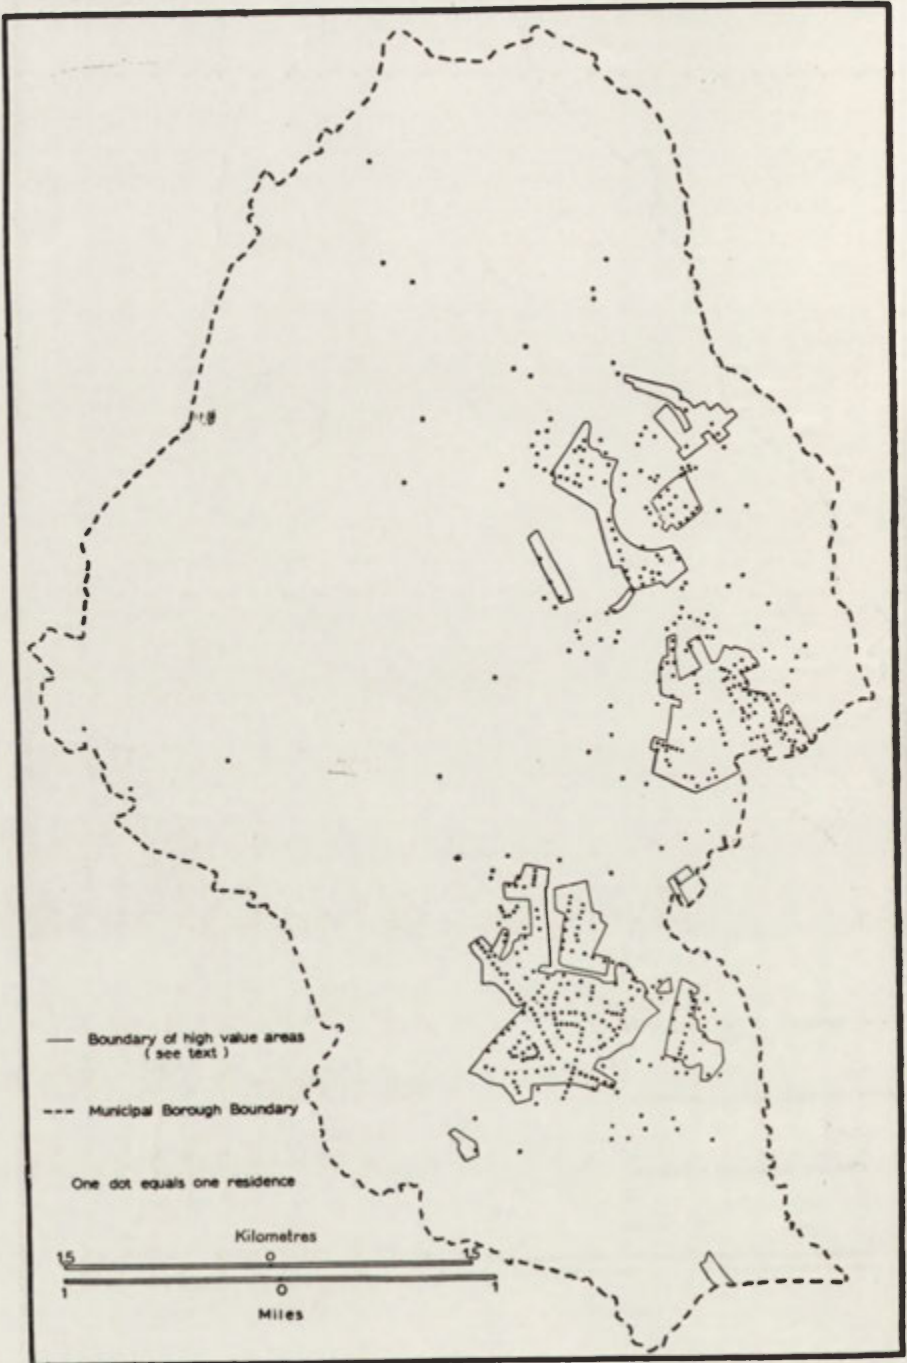 Boundary of high value areas
( see text )
Municipal Borough Boundary
One dot equals one residence
Kilometres
1.5 0 1.5
1 0 1
Miles